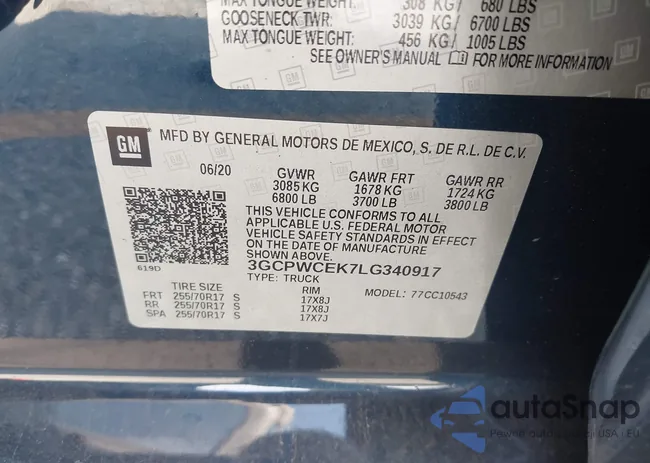 MAX TONGUE WEIGHT: 308 KG/ 680 LBS
GOOSENECK TWR: 3039 KG/ 6700 LBS
MAX TONGUE WEIGHT: 456 KG/ 1005 LBS
SEE OWNER'S MANUAL FOR MORE INFORMATION
GM
MFD BY GENERAL MOTORS DE MEXICO, S. DE R.L. DE C.V.
06/20 GVWR GAWR FRT GAWR RR
3085 KG 1678 KG 1724 KG
6800 LB 3700 LB 3800 LB
THIS VEHICLE CONFORMS TO ALL
APPLICABLE U.S. FEDERAL MOTOR
VEHICLE SAFETY STANDARDS IN EFFECT
ON THE DATE OF MANUFACTURE SHOWN ABOVE.
619D
3GCPWCEK7LG340917
TYPE: TRUCK MODEL: 77CC10543
TIRE SIZE RIM
FRT 255/70R17 S 17X8J
RR 255/70R17 S 17X8J
SPA 255/70R17 S 17X7J
autoSnap
Pewne auta z aukcji USA i EU